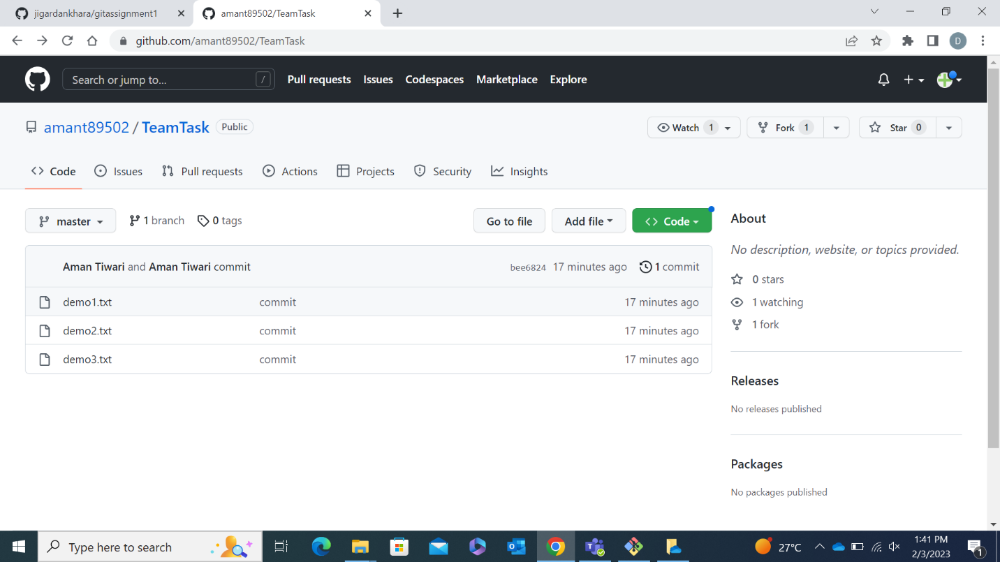 jigardankhara/gitassignment1
amant89502/TeamTask
github.com/amant89502/TeamTask
D
Search or jump to... /
Pull requests Issues Codespaces Marketplace Explore
amant89502 / TeamTask Public
Watch 1 Fork 1 Star 0
Code Issues Pull requests Actions Projects Security Insights
master 1 branch 0 tags Go to file Add file Code
Aman Tiwari and Aman Tiwari commit bee6824 17 minutes ago 1 commit
demo1.txt commit 17 minutes ago
demo2.txt commit 17 minutes ago
demo3.txt commit 17 minutes ago
About
No description, website, or topics provided.
0 stars
1 watching
1 fork
Releases
No releases published
Packages
No packages published
Type here to search
27°C
1:41 PM
2/3/2023
1